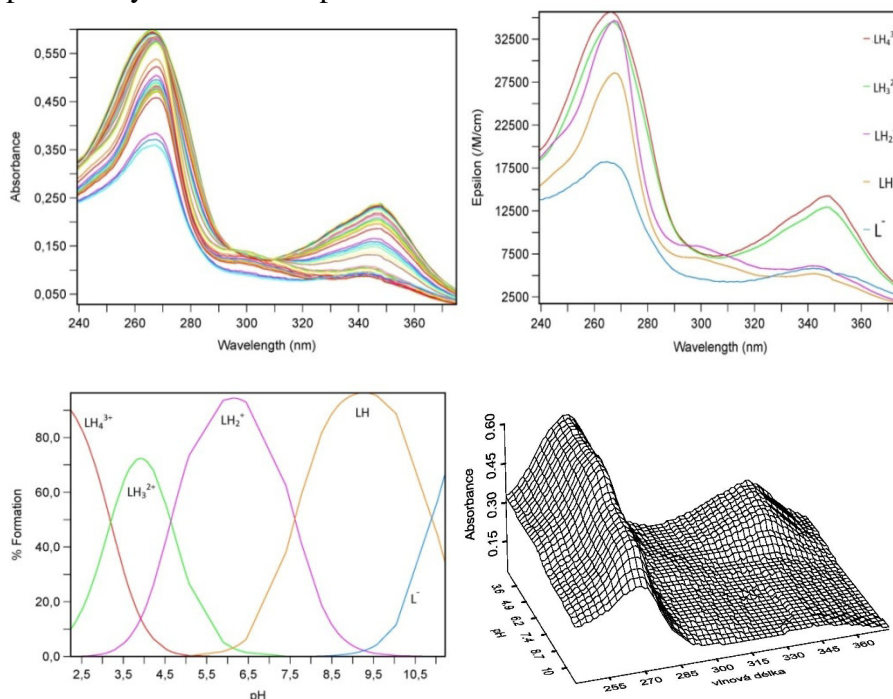 0,550
0,450
0,350
0,250
0,150
0,050
Absorbance
240 260 280 300 320 340 360
Wavelength (nm)
32500
27500
22500
17500
12500
7500
2500
Epsilon (/M/cm)
240 260 280 300 320 340 360
Wavelength (nm)
LH₄³
LH₃²
LH₂
LH
L⁻
80,0
60,0
40,0
20,0
0,0
% Formation
LH₄³⁺
LH₃²⁺
LH₂⁺
LH
L⁻
2,5 3,5 4,5 5,5 6,5 7,5 8,5 9,5 10,5
pH
0.60
0.45
0.30
0.15
Absorbance
3.6
4.9
6.2
7.4
8.7
10
pH
255 270 285 300 315 330 345 360
vlnová délka